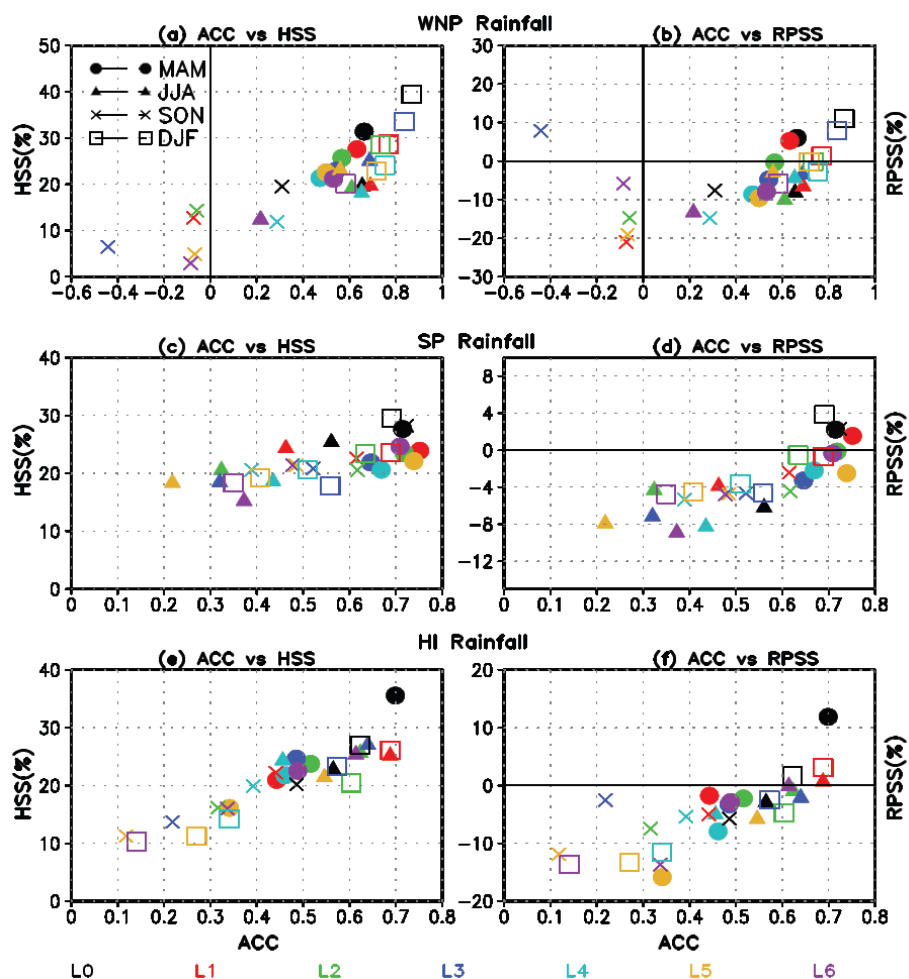 WNP Rainfall
(a) ACC vs HSS
(b) ACC vs RPSS
50
40
30
20
10
0
HSS(%)
MAM
JJA
SON
DJF
-0.6 -0.4 -0.2 0 0.2 0.4 0.6 0.8 1
30
20
10
0
-10
-20
-30
RPSS(%)
-0.6 -0.4 -0.2 0 0.2 0.4 0.6 0.8 1
SP Rainfall
(c) ACC vs HSS
(d) ACC vs RPSS
40
30
20
10
0
HSS(%)
0 0.1 0.2 0.3 0.4 0.5 0.6 0.7 0.8
8
4
0
-4
-8
-12
RPSS(%)
0 0.1 0.2 0.3 0.4 0.5 0.6 0.7 0.8
HI Rainfall
(e) ACC vs HSS
(f) ACC vs RPSS
40
30
20
10
0
HSS(%)
0 0.1 0.2 0.3 0.4 0.5 0.6 0.7 0.8
ACC
20
10
0
-10
-20
RPSS(%)
0 0.1 0.2 0.3 0.4 0.5 0.6 0.7 0.8
ACC
L0 L1 L2 L3 L4 L5 L6